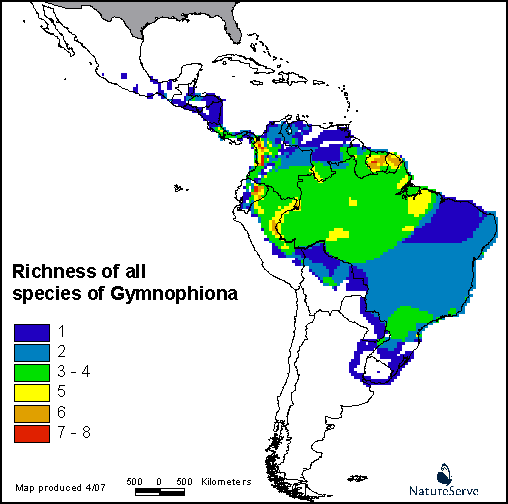 Richness of all
species of Gymnophiona
1
2
3 - 4
5
6
7 - 8
Map produced 4/07
500 0 500 Kilometers
NatureServe